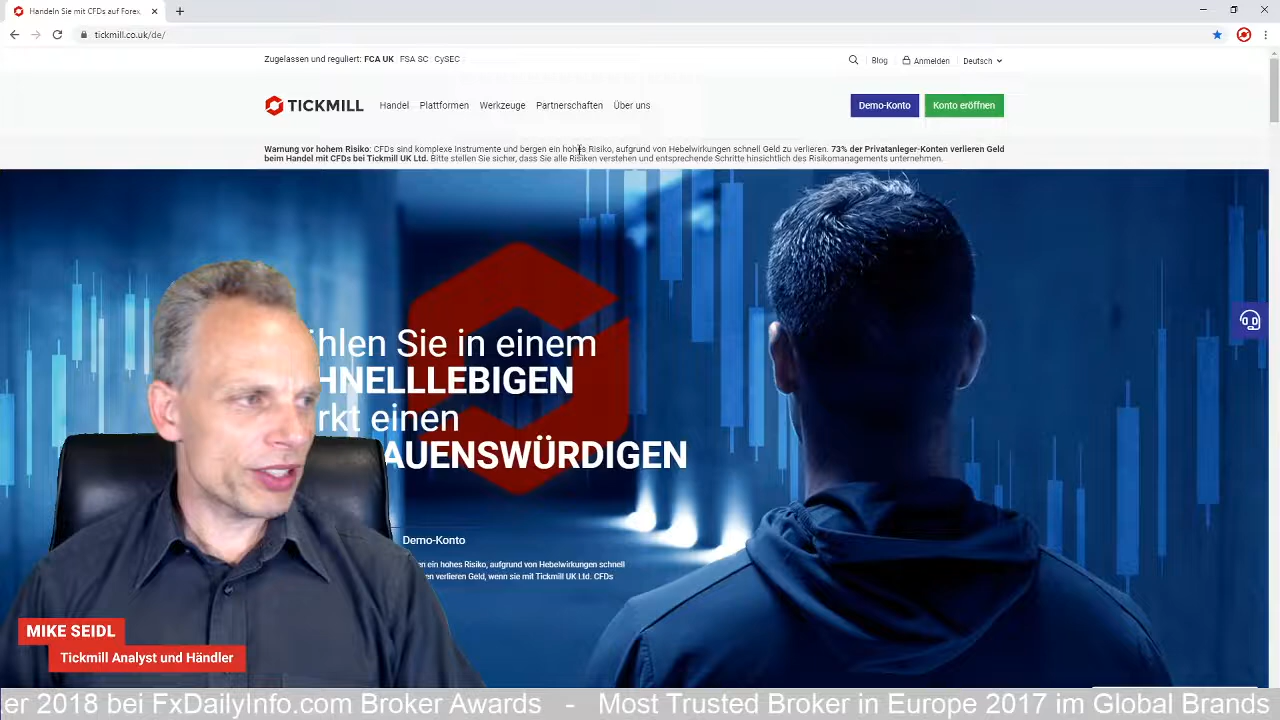 Handeln Sie mit CFDs auf Forex,
tickmill.co.uk/de/
Zugelassen und reguliert: FCA UK FSA SC CySEC
Blog Anmelden Deutsch
TICKMILL Handel Plattformen Werkzeuge Partnerschaften Über uns Demo-Konto Konto eröffnen
Warnung vor hohem Risiko: CFDs sind komplexe Instrumente und bergen ein hohes Risiko, aufgrund von Hebelwirkungen schnell Geld zu verlieren. 73% der Privatanleger-Konten verlieren Geld
beim Handel mit CFDs bei Tickmill UK Ltd. Bitte stellen Sie sicher, dass Sie alle Risiken verstehen und entsprechende Schritte hinsichtlich des Risikomanagements unternehmen.
hlen Sie in einem
HNELLLEBIGEN
rkt einen
AUENSWÜRDIGEN
Demo-Konto
en ein hohes Risiko, aufgrund von Hebelwirkungen schnell
en verlieren Geld, wenn sie mit Tickmill UK Ltd. CFDs
MIKE SEIDL
Tickmill Analyst und Händler
er 2018 bei FxDailyInfo.com Broker Awards - Most Trusted Broker in Europe 2017 im Global Brands